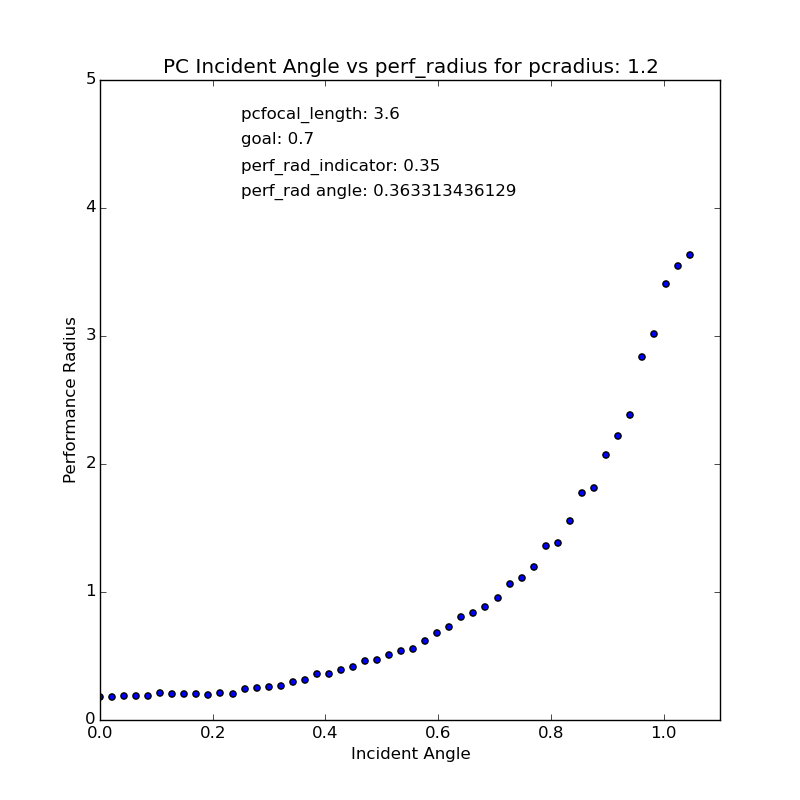 PC Incident Angle vs perf_radius for pcradius: 1.2
pcfocal_length: 3.6
goal: 0.7
perf_rad_indicator: 0.35
perf_rad angle: 0.363313436129
5
4
3
2
1
0
Performance Radius
0.0 0.2 0.4 0.6 0.8 1.0
Incident Angle